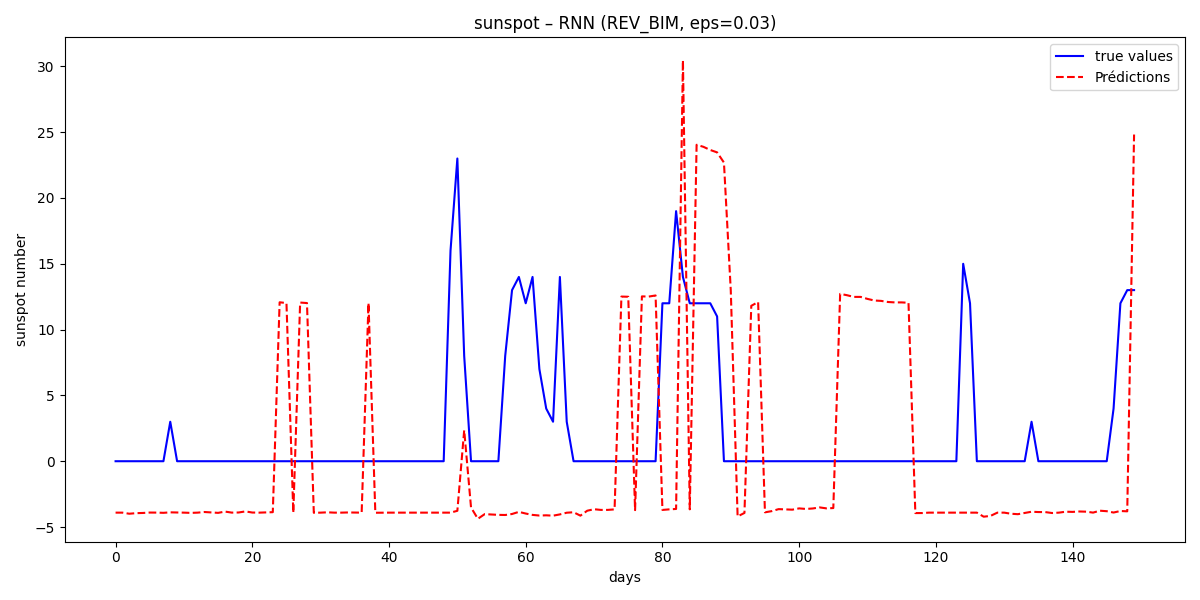 sunspot – RNN (REV_BIM, eps=0.03)
true values
Prédictions
sunspot number
30
25
20
15
10
5
0
−5
0 20 40 60 80 100 120 140
days